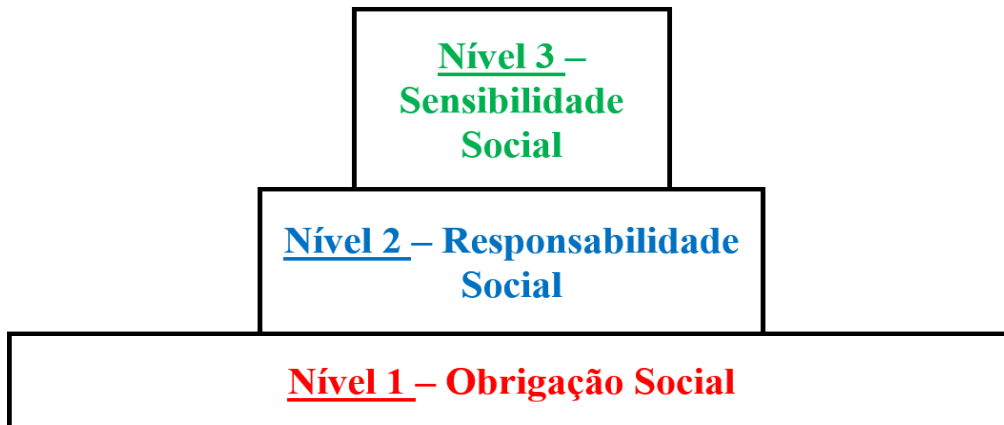 Nível 3 –
Sensibilidade
Social
Nível 2 – Responsabilidade
Social
Nível 1 – Obrigação Social